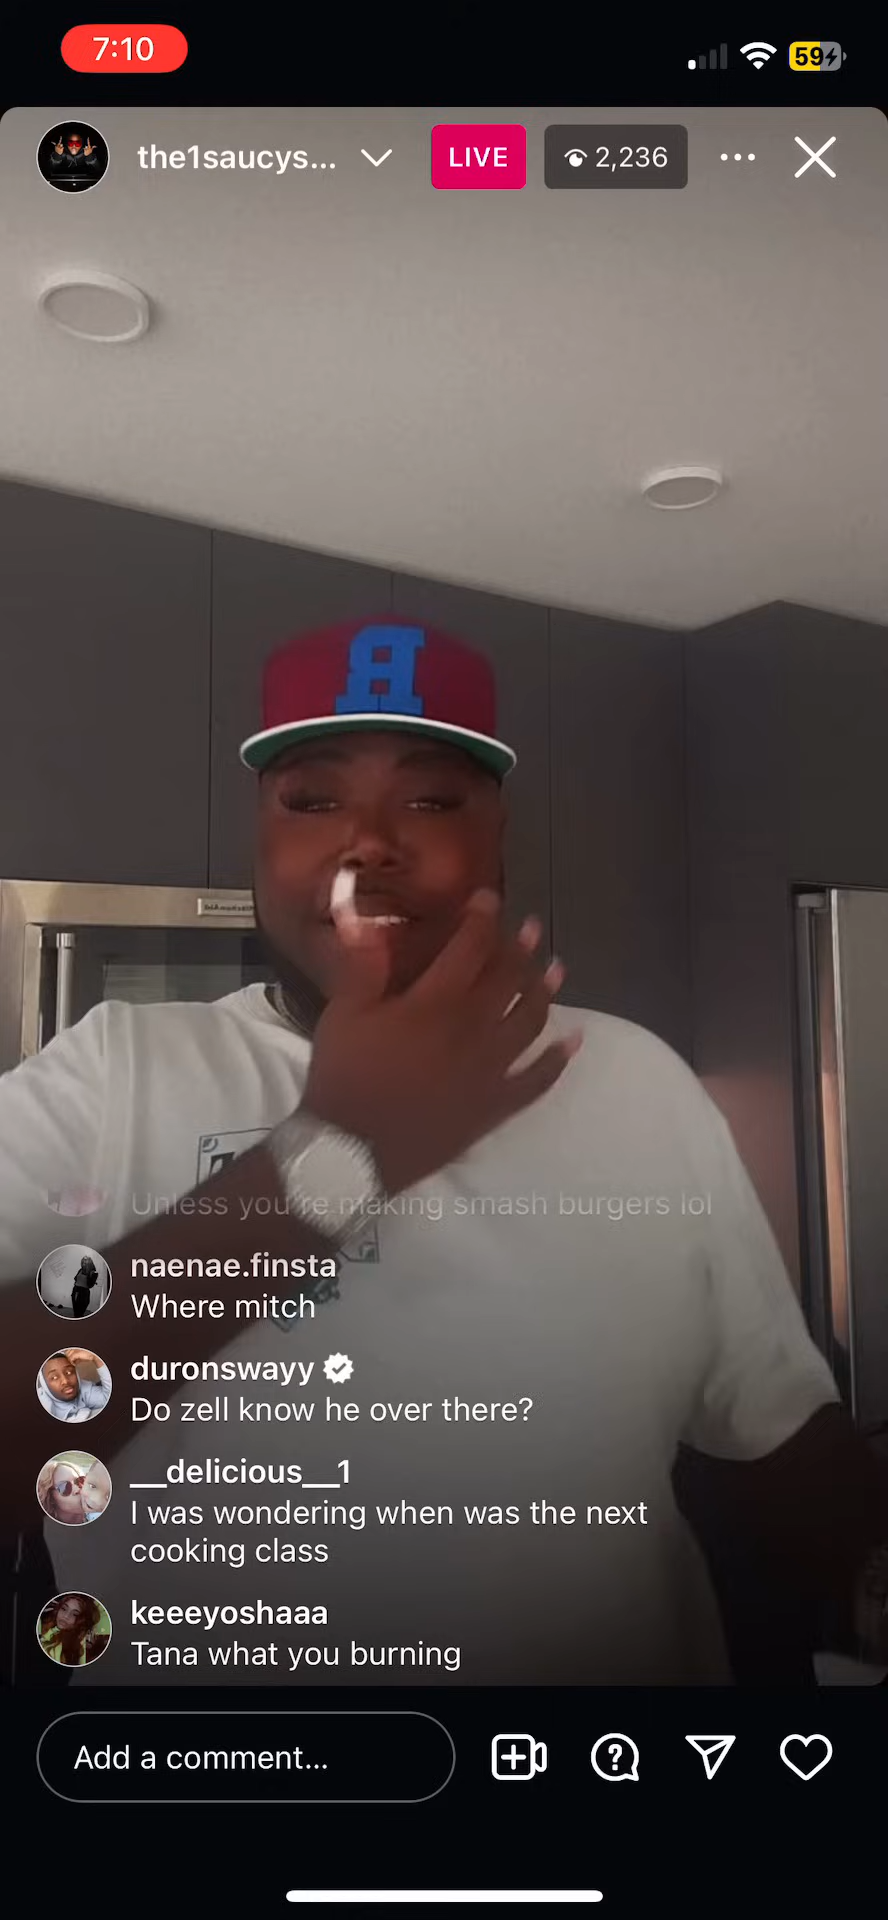 7:10
59
the1saucys...
LIVE
2,236
Unless you're making smash burgers lol
naenae.finsta
Where mitch
duronswayy
Do zell know he over there?
__delicious__1
I was wondering when was the next
cooking class
keeeyoshaaa
Tana what you burning
Add a comment...